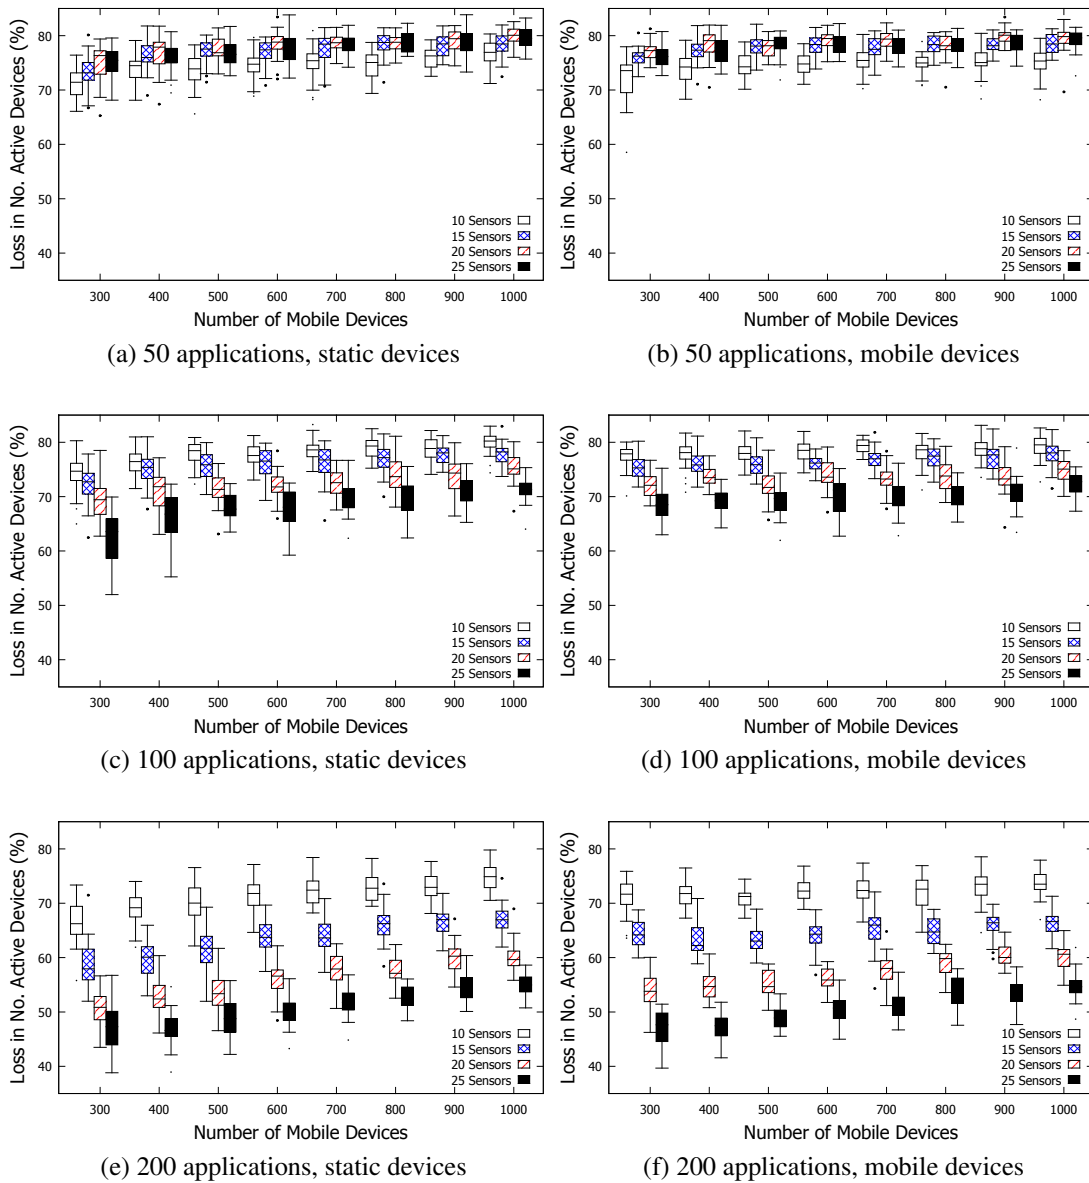 Loss in No. Active Devices (%)
80
70
60
50
40
10 Sensors
15 Sensors
20 Sensors
25 Sensors
300 400 500 600 700 800 900 1000
Number of Mobile Devices
(a) 50 applications, static devices
Loss in No. Active Devices (%)
80
70
60
50
40
10 Sensors
15 Sensors
20 Sensors
25 Sensors
300 400 500 600 700 800 900 1000
Number of Mobile Devices
(b) 50 applications, mobile devices
Loss in No. Active Devices (%)
80
70
60
50
40
10 Sensors
15 Sensors
20 Sensors
25 Sensors
300 400 500 600 700 800 900 1000
Number of Mobile Devices
(c) 100 applications, static devices
Loss in No. Active Devices (%)
80
70
60
50
40
10 Sensors
15 Sensors
20 Sensors
25 Sensors
300 400 500 600 700 800 900 1000
Number of Mobile Devices
(d) 100 applications, mobile devices
Loss in No. Active Devices (%)
80
70
60
50
40
10 Sensors
15 Sensors
20 Sensors
25 Sensors
300 400 500 600 700 800 900 1000
Number of Mobile Devices
(e) 200 applications, static devices
Loss in No. Active Devices (%)
80
70
60
50
40
10 Sensors
15 Sensors
20 Sensors
25 Sensors
300 400 500 600 700 800 900 1000
Number of Mobile Devices
(f) 200 applications, mobile devices